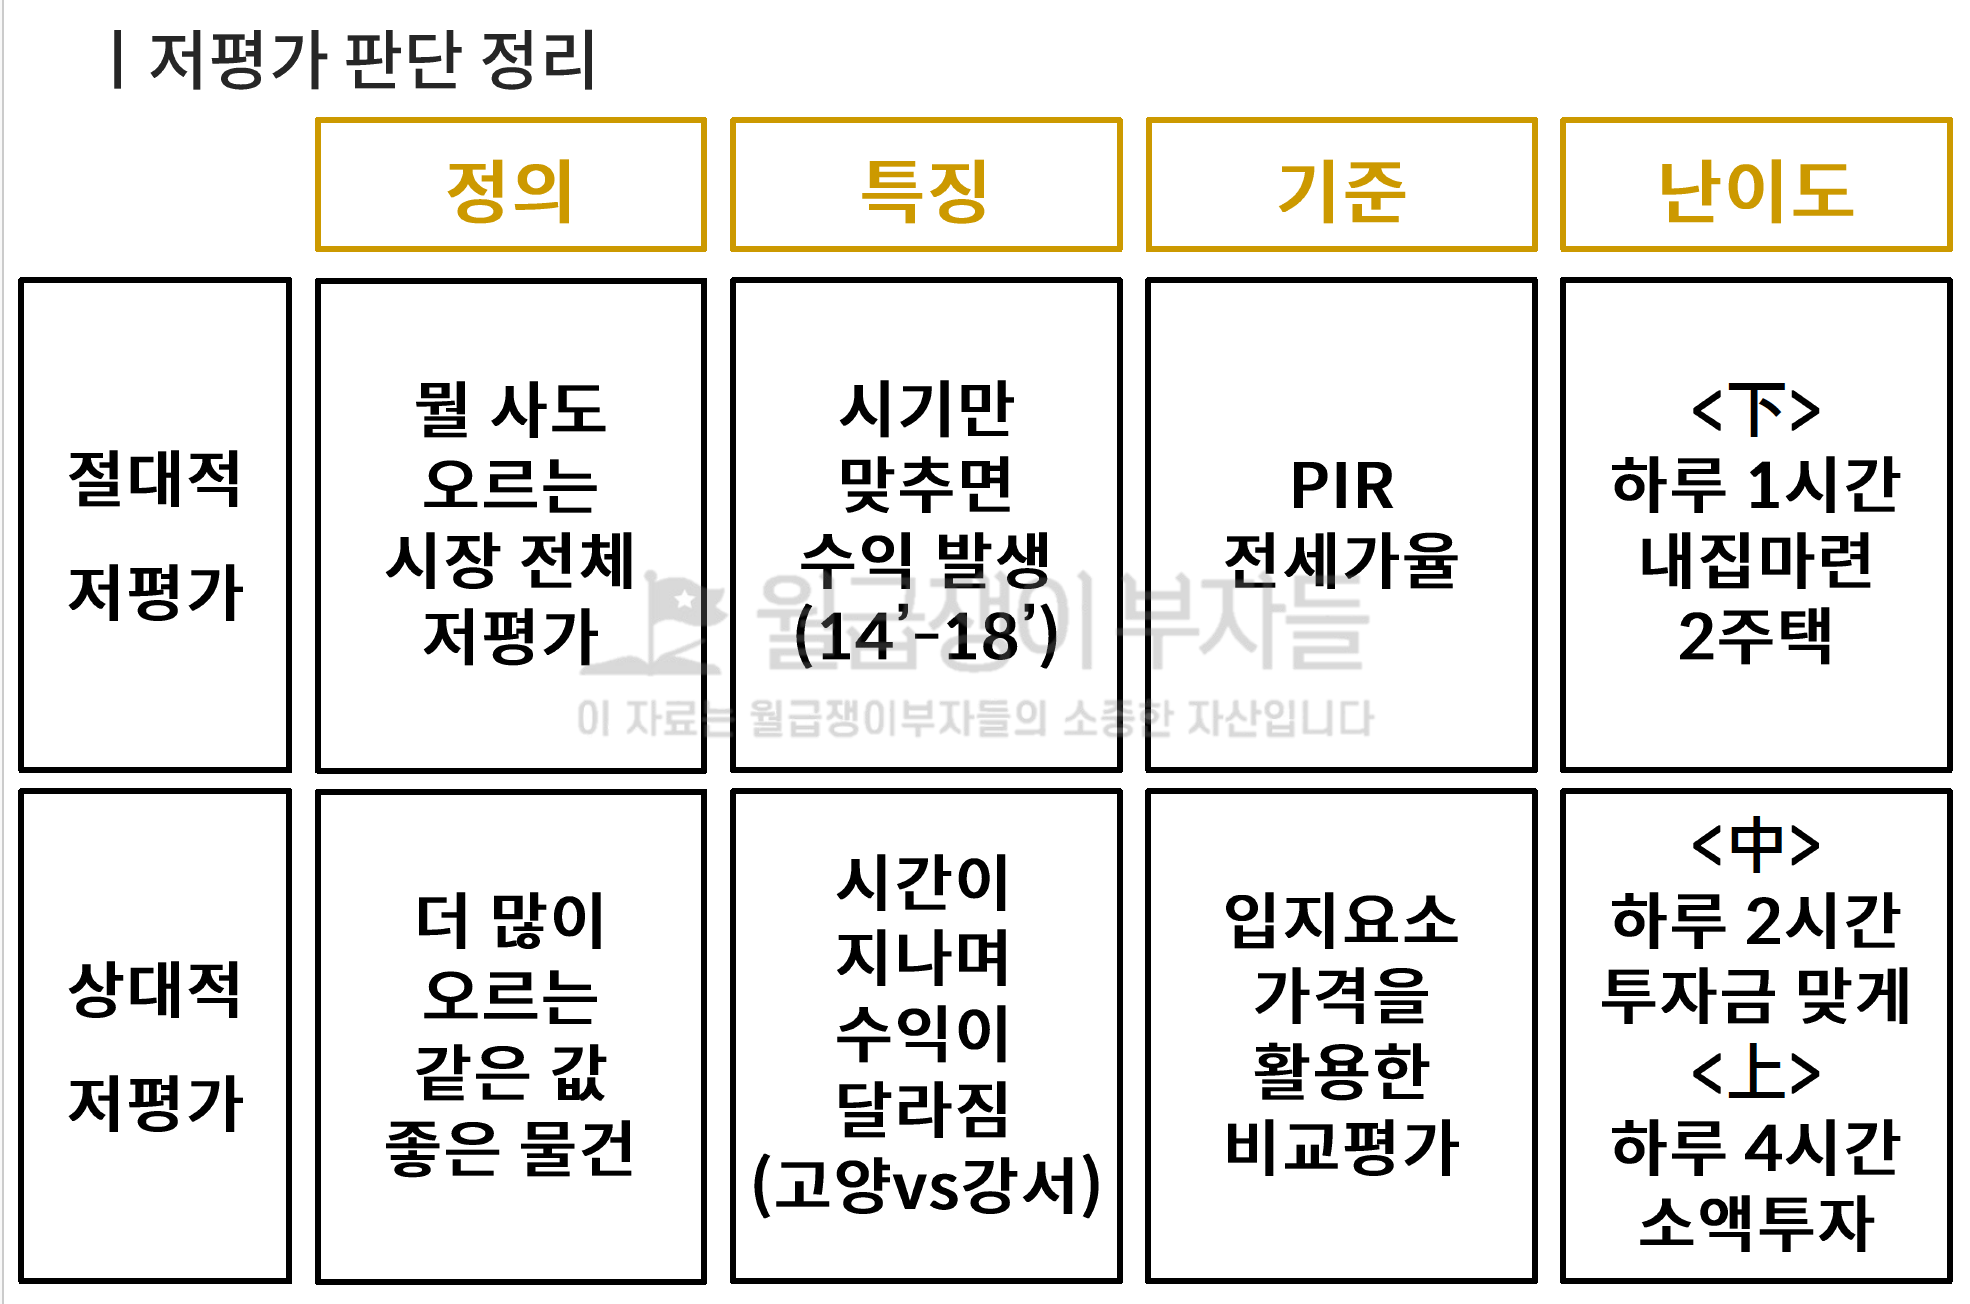 | 저평가 판단 정리
정의
특징
기준
난이도
절대적
저평가
뭘 사도
오르는
시장 전체
저평가
시기만
맞추면
수익 발생
(14’-18’)
PIR
전세가율
<下>
하루 1시간
내집마련
2주택
월급쟁이부자들
이 자료는 월급쟁이부자들의 소중한 자산입니다
상대적
저평가
더 많이
오르는
같은 값
좋은 물건
시간이
지나며
수익이
달라짐
(고양vs강서)
입지요소
가격을
활용한
비교평가
<中>
하루 2시간
투자금 맞게
<上>
하루 4시간
소액투자